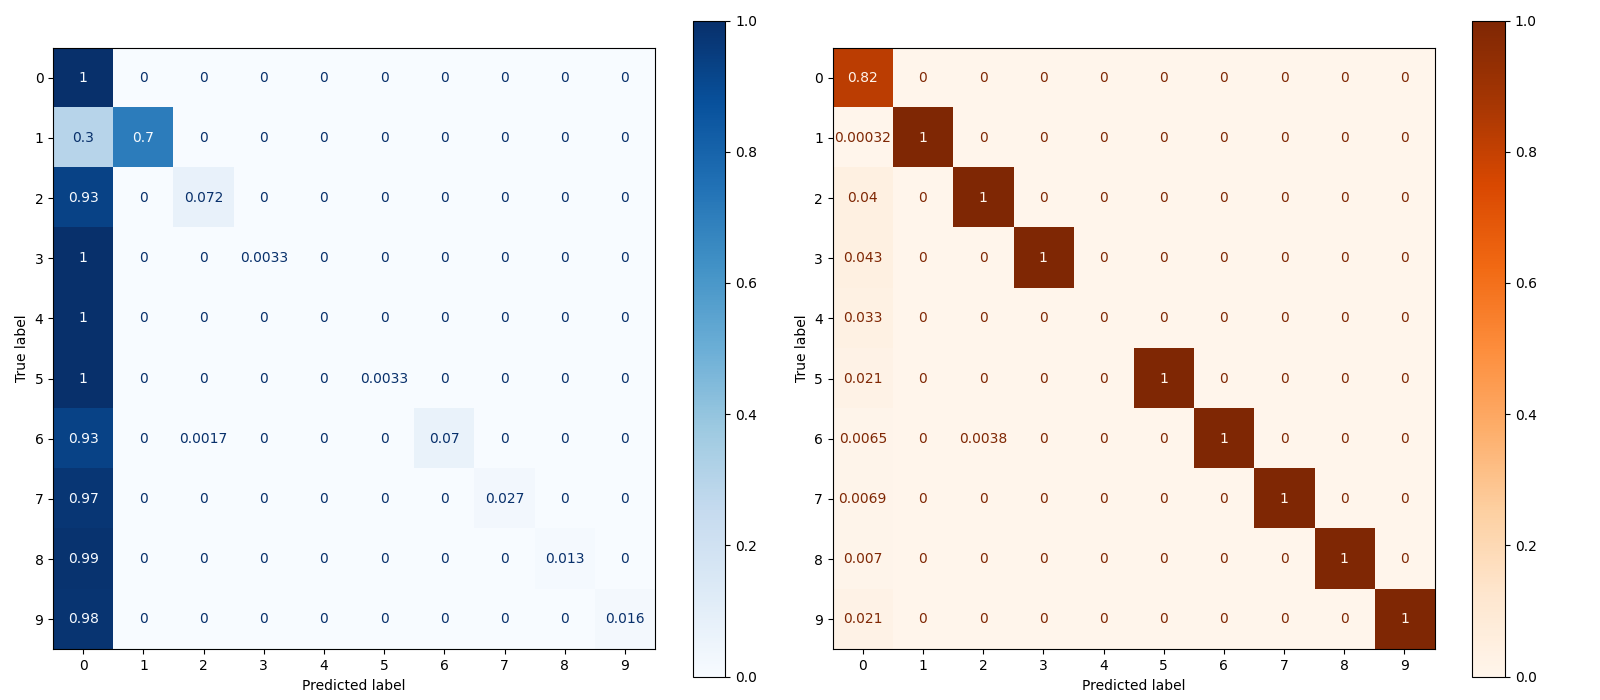 0 1 0 0 0 0 0 0 0 0 0
1 0.3 0.7 0 0 0 0 0 0 0 0
2 0.93 0 0.072 0 0 0 0 0 0 0
3 1 0 0 0.0033 0 0 0 0 0 0
4 1 0 0 0 0 0 0 0 0 0
5 1 0 0 0 0 0.0033 0 0 0 0
6 0.93 0 0.0017 0 0 0 0.07 0 0 0
7 0.97 0 0 0 0 0 0 0.027 0 0
8 0.99 0 0 0 0 0 0 0 0.013 0
9 0.98 0 0 0 0 0 0 0 0 0.016
0 1 2 3 4 5 6 7 8 9
Predicted label
True label
1.0
0.8
0.6
0.4
0.2
0.0
0 0.82 0 0 0 0 0 0 0 0 0
1 0.00032 1 0 0 0 0 0 0 0 0
2 0.04 0 1 0 0 0 0 0 0 0
3 0.043 0 0 1 0 0 0 0 0 0
4 0.033 0 0 0 0 0 0 0 0 0
5 0.021 0 0 0 0 1 0 0 0 0
6 0.0065 0 0.0038 0 0 0 1 0 0 0
7 0.0069 0 0 0 0 0 0 1 0 0
8 0.007 0 0 0 0 0 0 0 1 0
9 0.021 0 0 0 0 0 0 0 0 1
0 1 2 3 4 5 6 7 8 9
Predicted label
True label
1.0
0.8
0.6
0.4
0.2
0.0